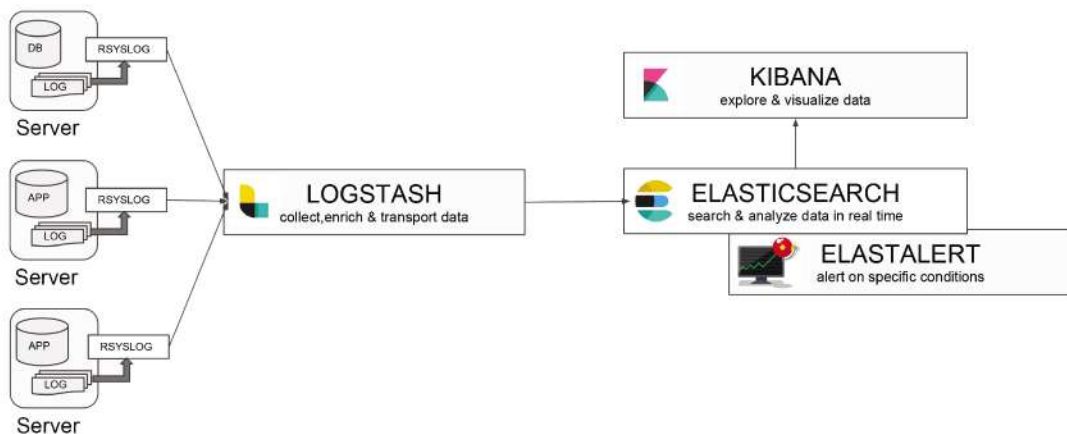 DB
RSYSLOG
LOG
Server
APP
RSYSLOG
LOG
Server
APP
RSYSLOG
LOG
Server
LOGSTASH
collect,enrich & transport data
KIBANA
explore & visualize data
ELASTICSEARCH
search & analyze data in real time
ELASTALERT
alert on specific conditions